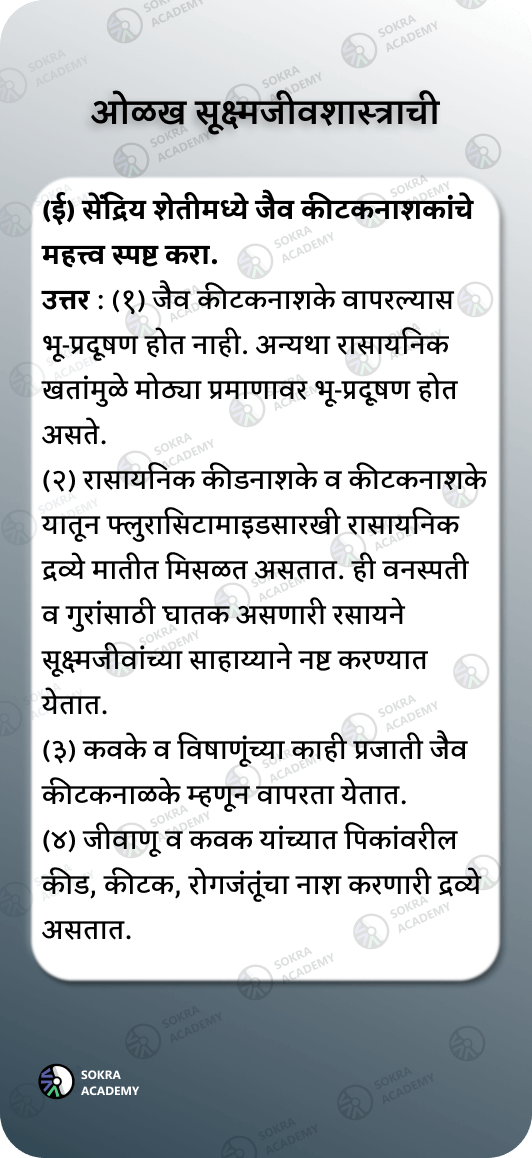 ओळख सूक्ष्मजीवशास्त्राची
(ई) सेंद्रिय शेतीमध्ये जैव कीटकनाशकांचे
महत्त्व स्पष्ट करा.
उत्तर : (१) जैव कीटकनाशके वापरल्यास
भू-प्रदूषण होत नाही. अन्यथा रासायनिक
खतांमुळे मोठ्या प्रमाणावर भू-प्रदूषण होत
असते.
(२) रासायनिक कीडनाशके व कीटकनाशके
यातून फ्लुरासिटामाइडसारखी रासायनिक
द्रव्ये मातीत मिसळत असतात. ही वनस्पती
व गुरांसाठी घातक असणारी रसायने
सूक्ष्मजीवांच्या साहाय्याने नष्ट करण्यात
येतात.
(३) कवके व विषाणूंच्या काही प्रजाती जैव
कीटकनाळके म्हणून वापरता येतात.
(४) जीवाणू व कवक यांच्यात पिकांवरील
कीड, कीटक, रोगजंतूंचा नाश करणारी द्रव्ये
असतात.
SOKRA
ACADEMY